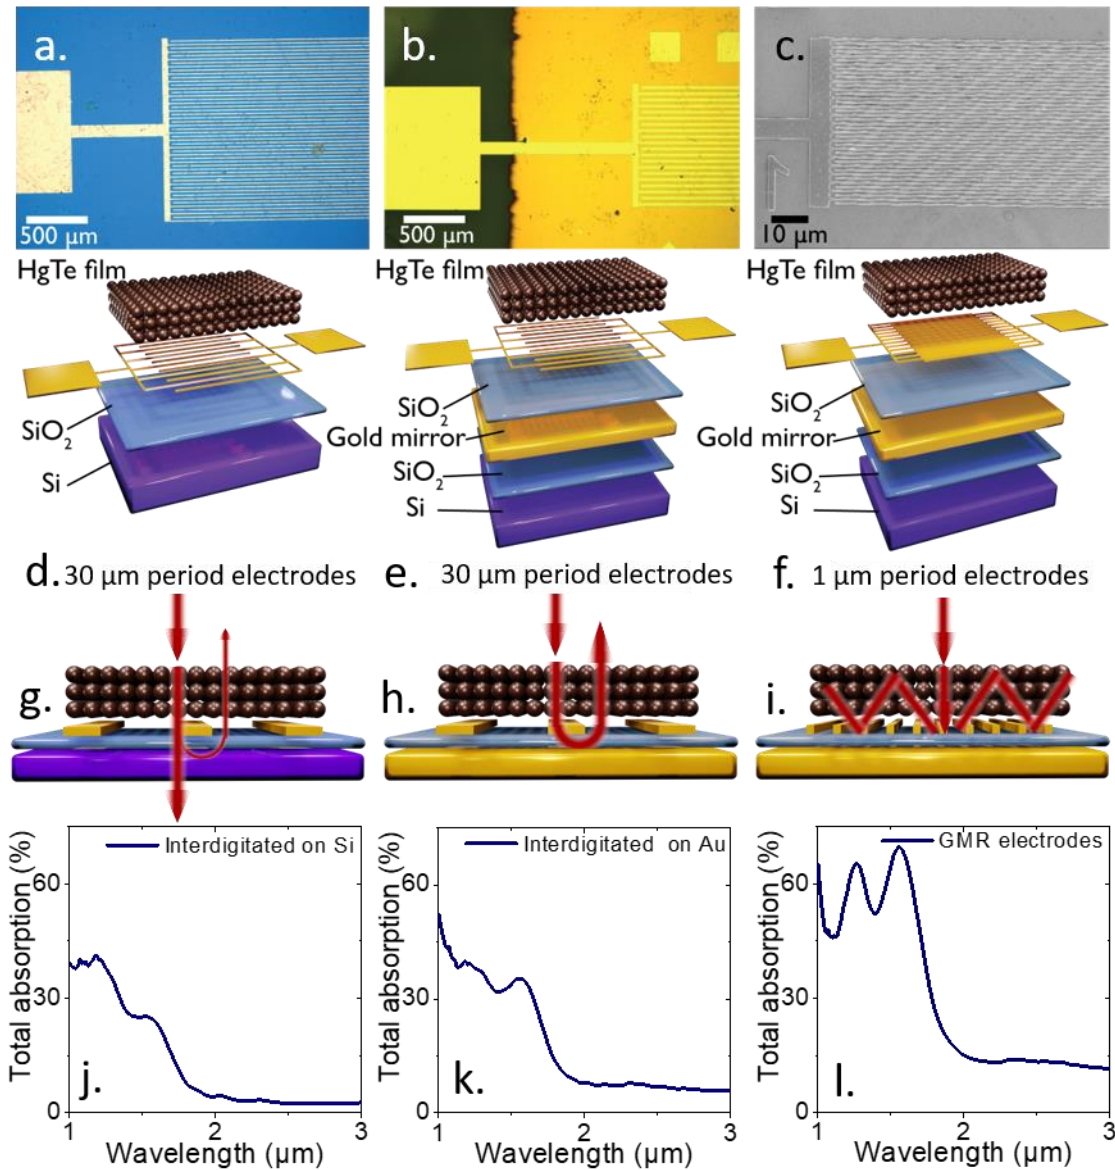 a.
500 µm
b.
500 µm
c.
1
10 µm
HgTe film
SiO₂
Si
HgTe film
SiO₂
Gold mirror
SiO₂
Si
HgTe film
SiO₂
Gold mirror
SiO₂
Si
d. 30 µm period electrodes
e. 30 µm period electrodes
f. 1 µm period electrodes
g.
h.
i.
Total absorption (%)
60
30
0
Interdigitated on Si
j.
1
2
3
Wavelength (µm)
Total absorption (%)
60
30
0
Interdigitated on Au
k.
1
2
3
Wavelength (µm)
Total absorption (%)
60
30
0
GMR electrodes
l.
1
2
3
Wavelength (µm)